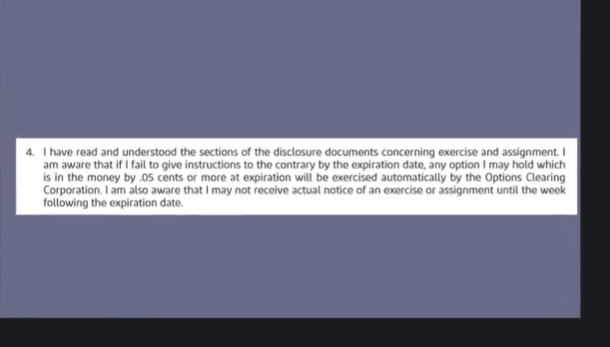 4. I have read and understood the sections of the disclosure documents concerning exercise and assignment. I
am aware that if I fail to give instructions to the contrary by the expiration date, any option I may hold which
is in the money by .05 cents or more at expiration will be exercised automatically by the Options Clearing
Corporation. I am also aware that I may not receive actual notice of an exercise or assignment until the week
following the expiration date.